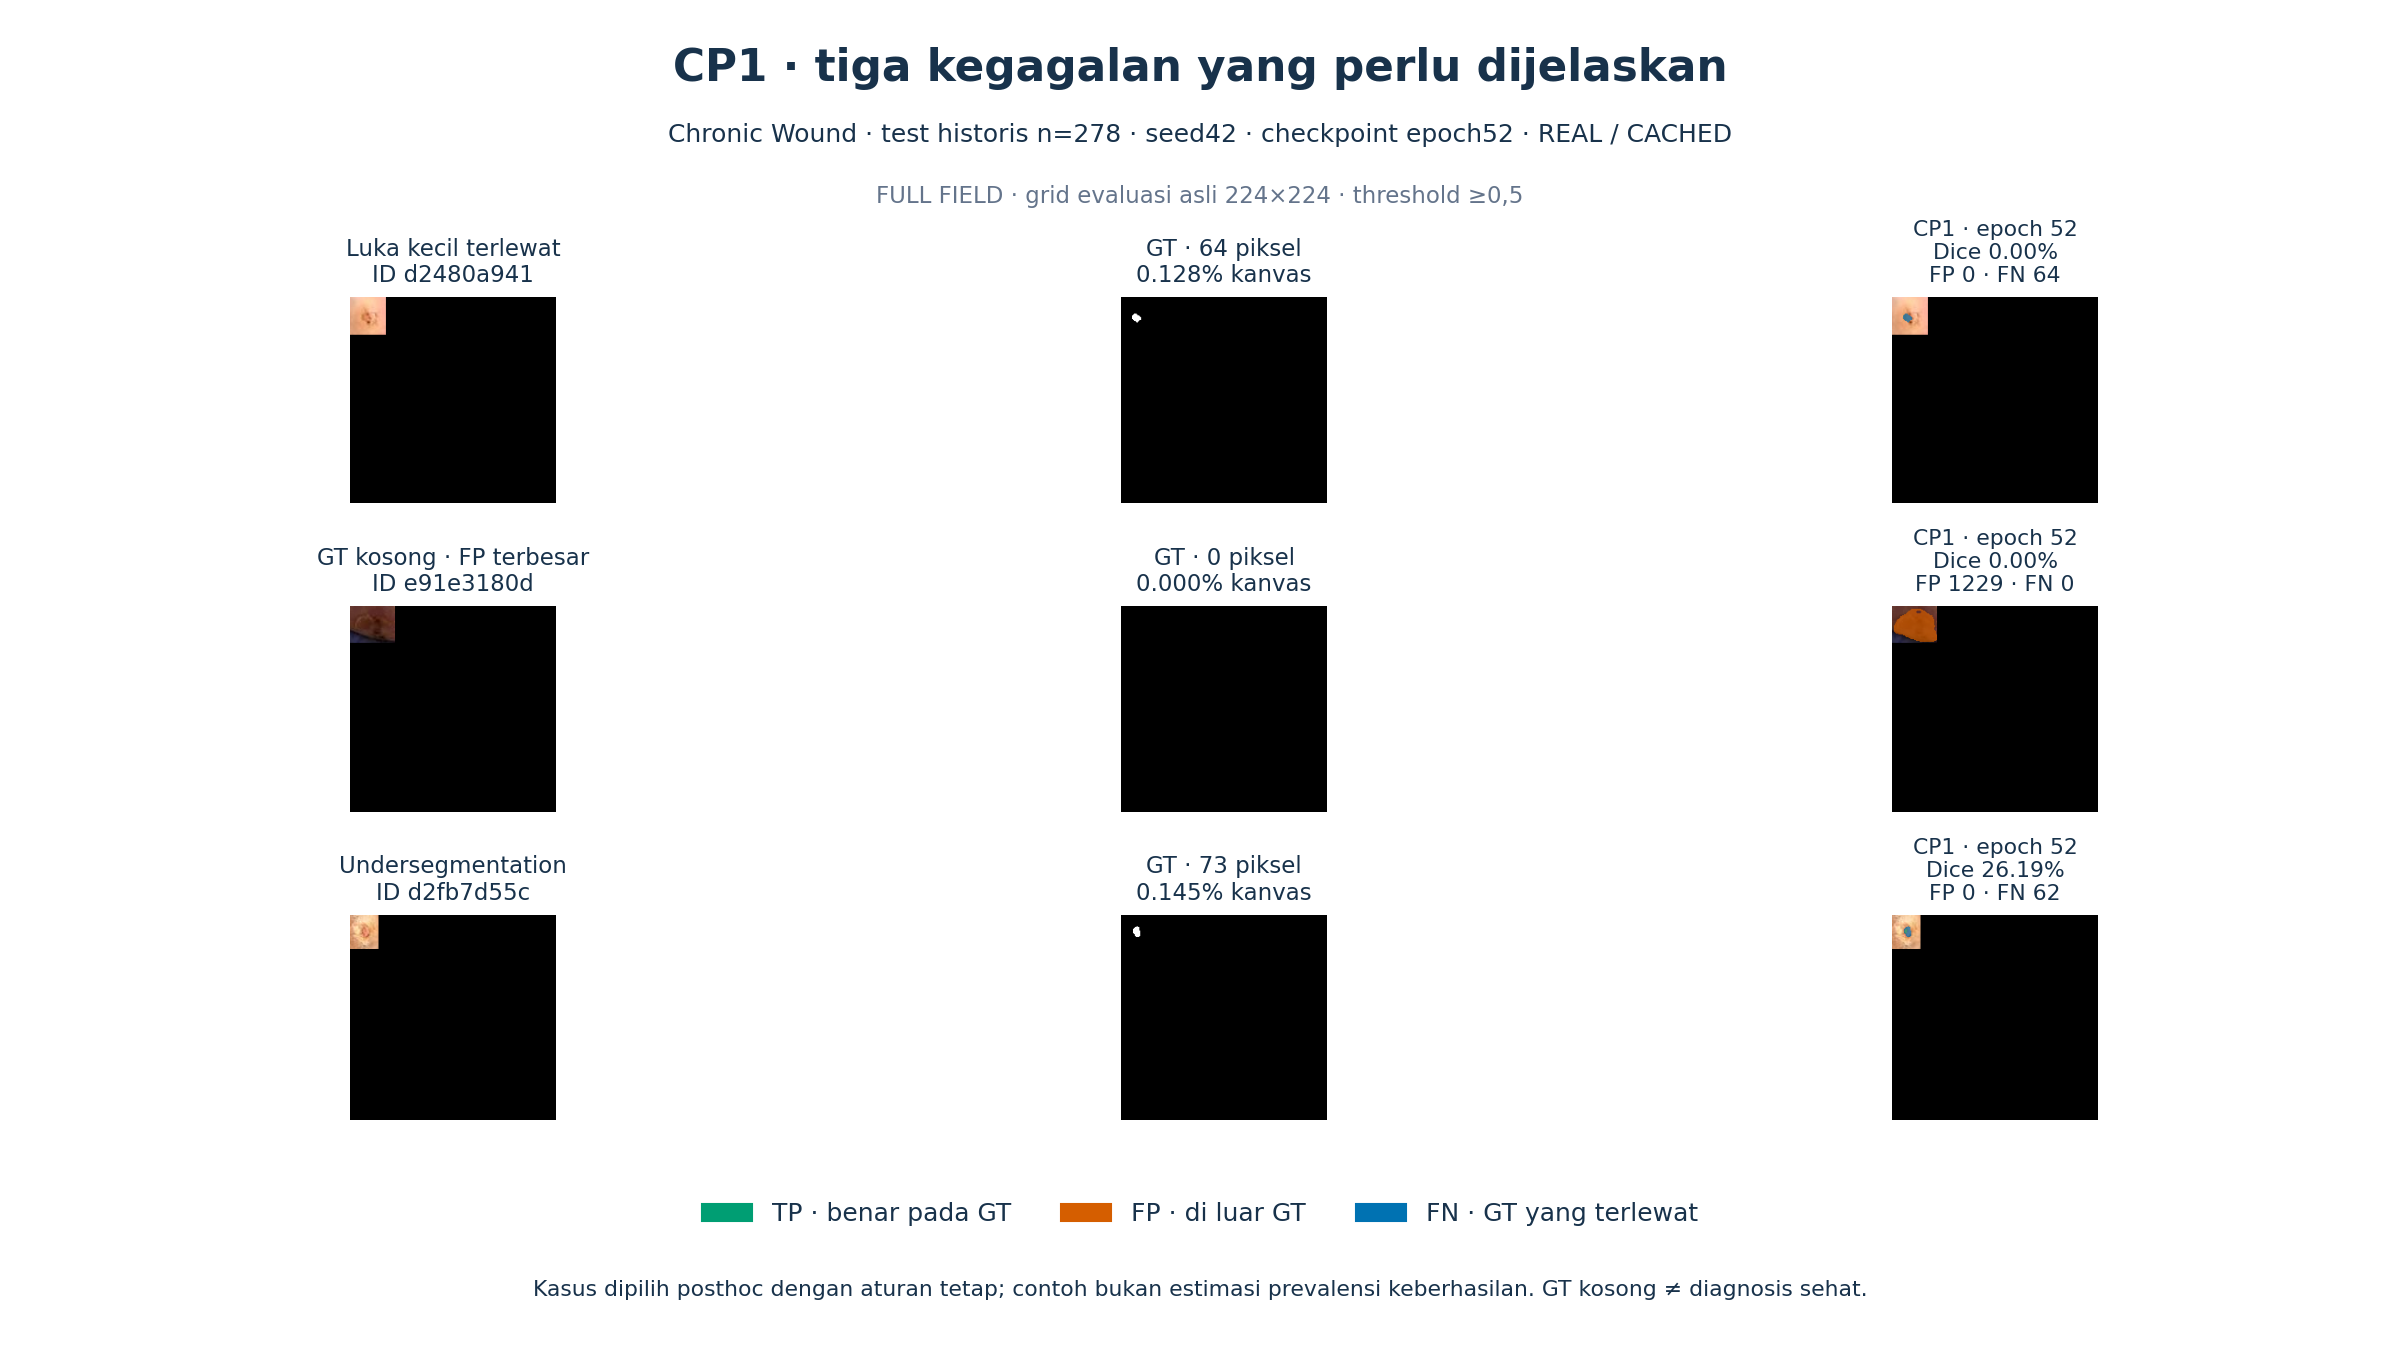 CP1 · tiga kegagalan yang perlu dijelaskan
Chronic Wound · test historis n=278 · seed42 · checkpoint epoch52 · REAL / CACHED
FULL FIELD · grid evaluasi asli 224×224 · threshold ≥0,5
Luka kecil terlewat
ID d2480a941
GT · 64 piksel
0.128% kanvas
CP1 · epoch 52
Dice 0.00%
FP 0 · FN 64
GT kosong · FP terbesar
ID e91e3180d
GT · 0 piksel
0.000% kanvas
CP1 · epoch 52
Dice 0.00%
FP 1229 · FN 0
Undersegmentation
ID d2fb7d55c
GT · 73 piksel
0.145% kanvas
CP1 · epoch 52
Dice 26.19%
FP 0 · FN 62
TP · benar pada GT
FP · di luar GT
FN · GT yang terlewat
Kasus dipilih posthoc dengan aturan tetap; contoh bukan estimasi prevalensi keberhasilan. GT kosong ≠ diagnosis sehat.